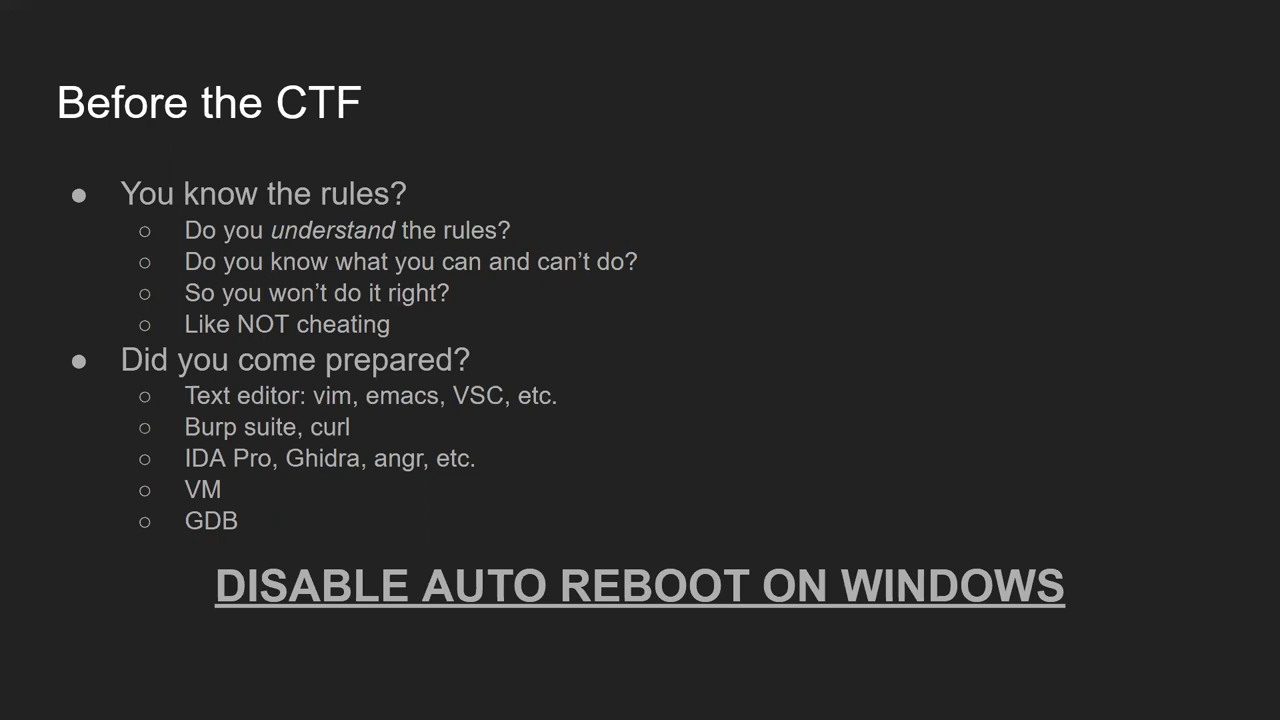 Before the CTF
● You know the rules?
○ Do you understand the rules?
○ Do you know what you can and can’t do?
○ So you won’t do it right?
○ Like NOT cheating
● Did you come prepared?
○ Text editor: vim, emacs, VSC, etc.
○ Burp suite, curl
○ IDA Pro, Ghidra, angr, etc.
○ VM
○ GDB
DISABLE AUTO REBOOT ON WINDOWS